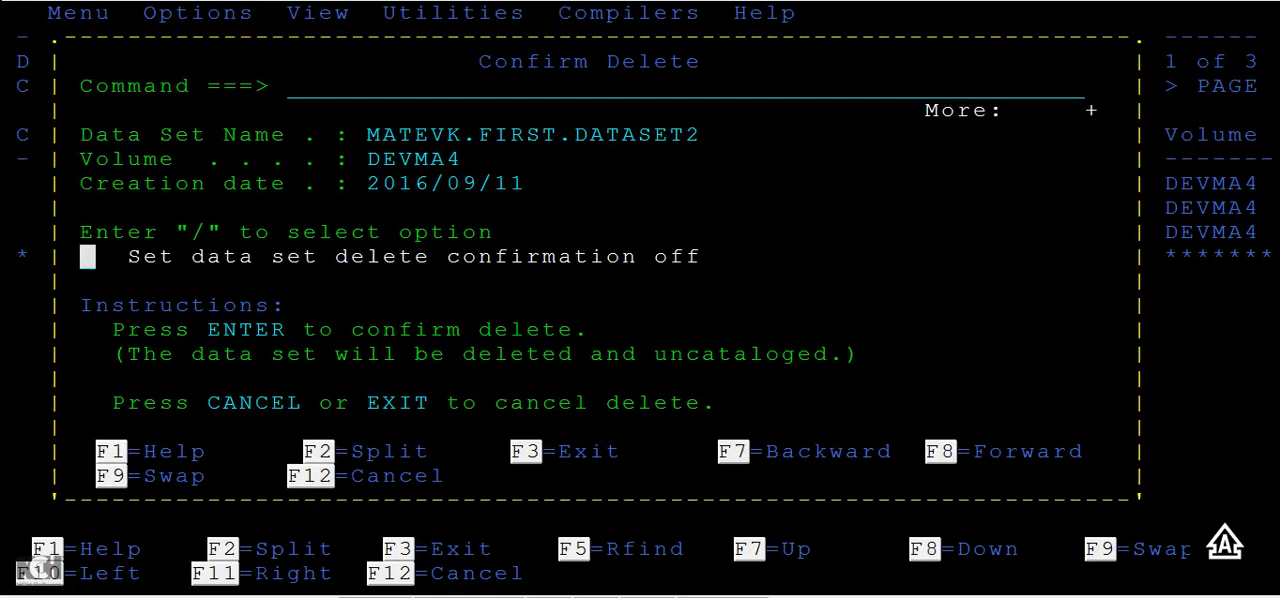 Menu Options View Utilities Compilers Help
- .----------------------------------------------------------------. ------
D | Confirm Delete | 1 of 3
C | Command ===> | > PAGE
| More: + |
C | Data Set Name . : MATEVK.FIRST.DATASET2 | Volume
- | Volume . . . . : DEVMA4 | -------
| Creation date . : 2016/09/11 | DEVMA4
| | DEVMA4
| Enter "/" to select option | DEVMA4
* | Set data set delete confirmation off | *******
| |
| Instructions: |
| Press ENTER to confirm delete. |
| (The data set will be deleted and uncataloged.) |
| |
| Press CANCEL or EXIT to cancel delete. |
| |
| F1=Help F2=Split F3=Exit F7=Backward F8=Forward |
| F9=Swap F12=Cancel |
'----------------------------------------------------------------'
F1=Help F2=Split F3=Exit F5=Rfind F7=Up F8=Down F9=Swap
F10=Left F11=Right F12=Cancel